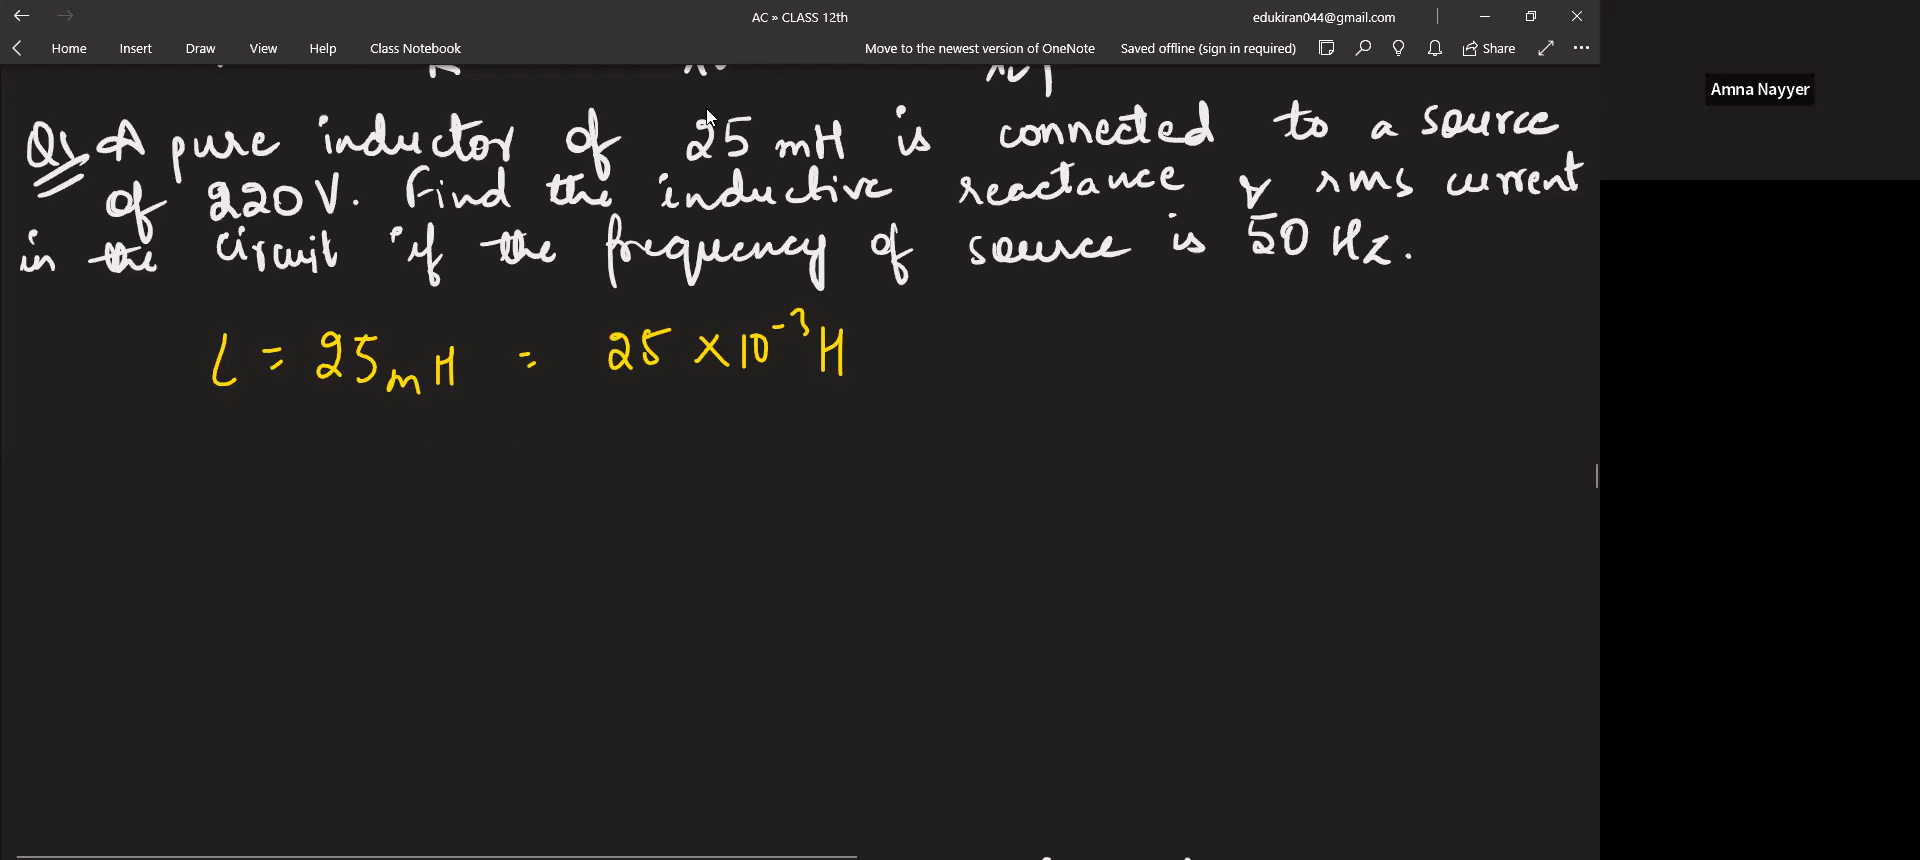 AC » CLASS 12th
edukiran044@gmail.com
Home Insert Draw View Help Class Notebook
Move to the newest version of OneNote Saved offline (sign in required) Share
Amna Nayyer
Q1 A pure inductor of 25 mH is connected to a source
of 220 V. Find the inductive reactance & rms current
in the circuit if the frequency of source is 50 Hz.
L = 25 mH = 25 × 10⁻³ H